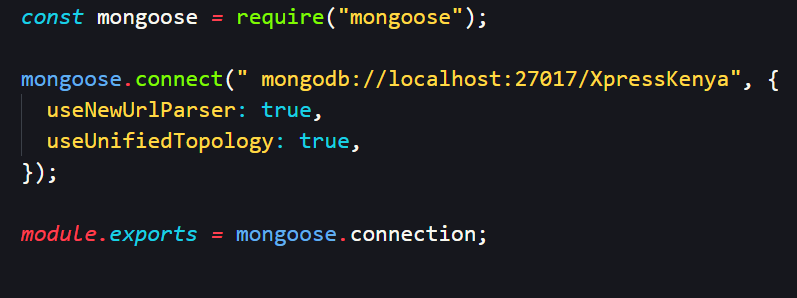 const mongoose = require("mongoose");
mongoose.connect(" mongodb://localhost:27017/XpressKenya", {
  useNewUrlParser: true,
  useUnifiedTopology: true,
});
module.exports = mongoose.connection;